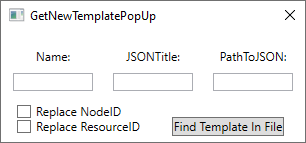 GetNewTemplatePopUp
Name: JSONTitle: PathToJSON:
Replace NodeID
Replace ResourceID Find Template In File